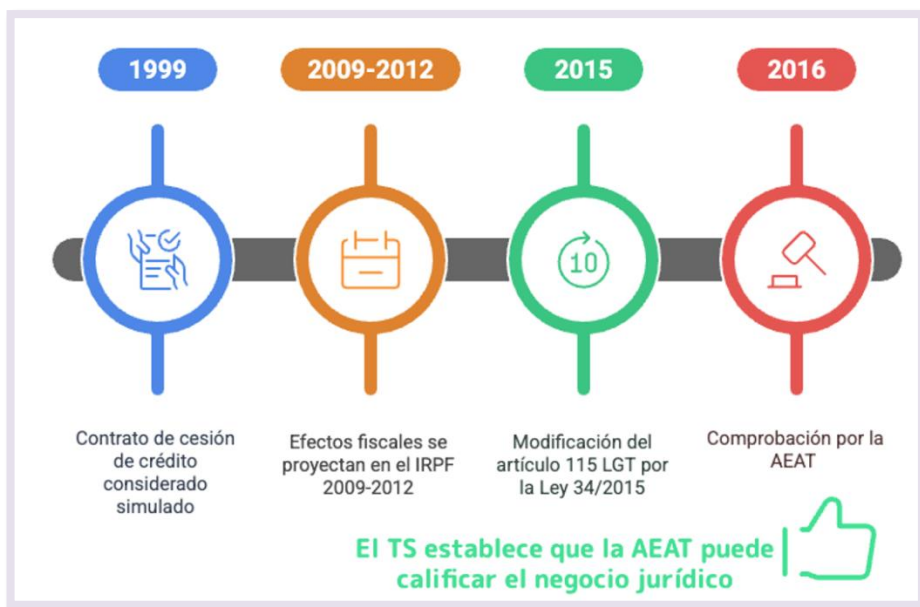 1999
2009-2012
2015
2016
10
Contrato de cesión
de crédito
considerado
simulado
Efectos fiscales se
proyectan en el IRPF
2009-2012
Modificación del
artículo 115 LGT por
la Ley 34/2015
Comprobación por la
AEAT
El TS establece que la AEAT puede
calificar el negocio jurídico